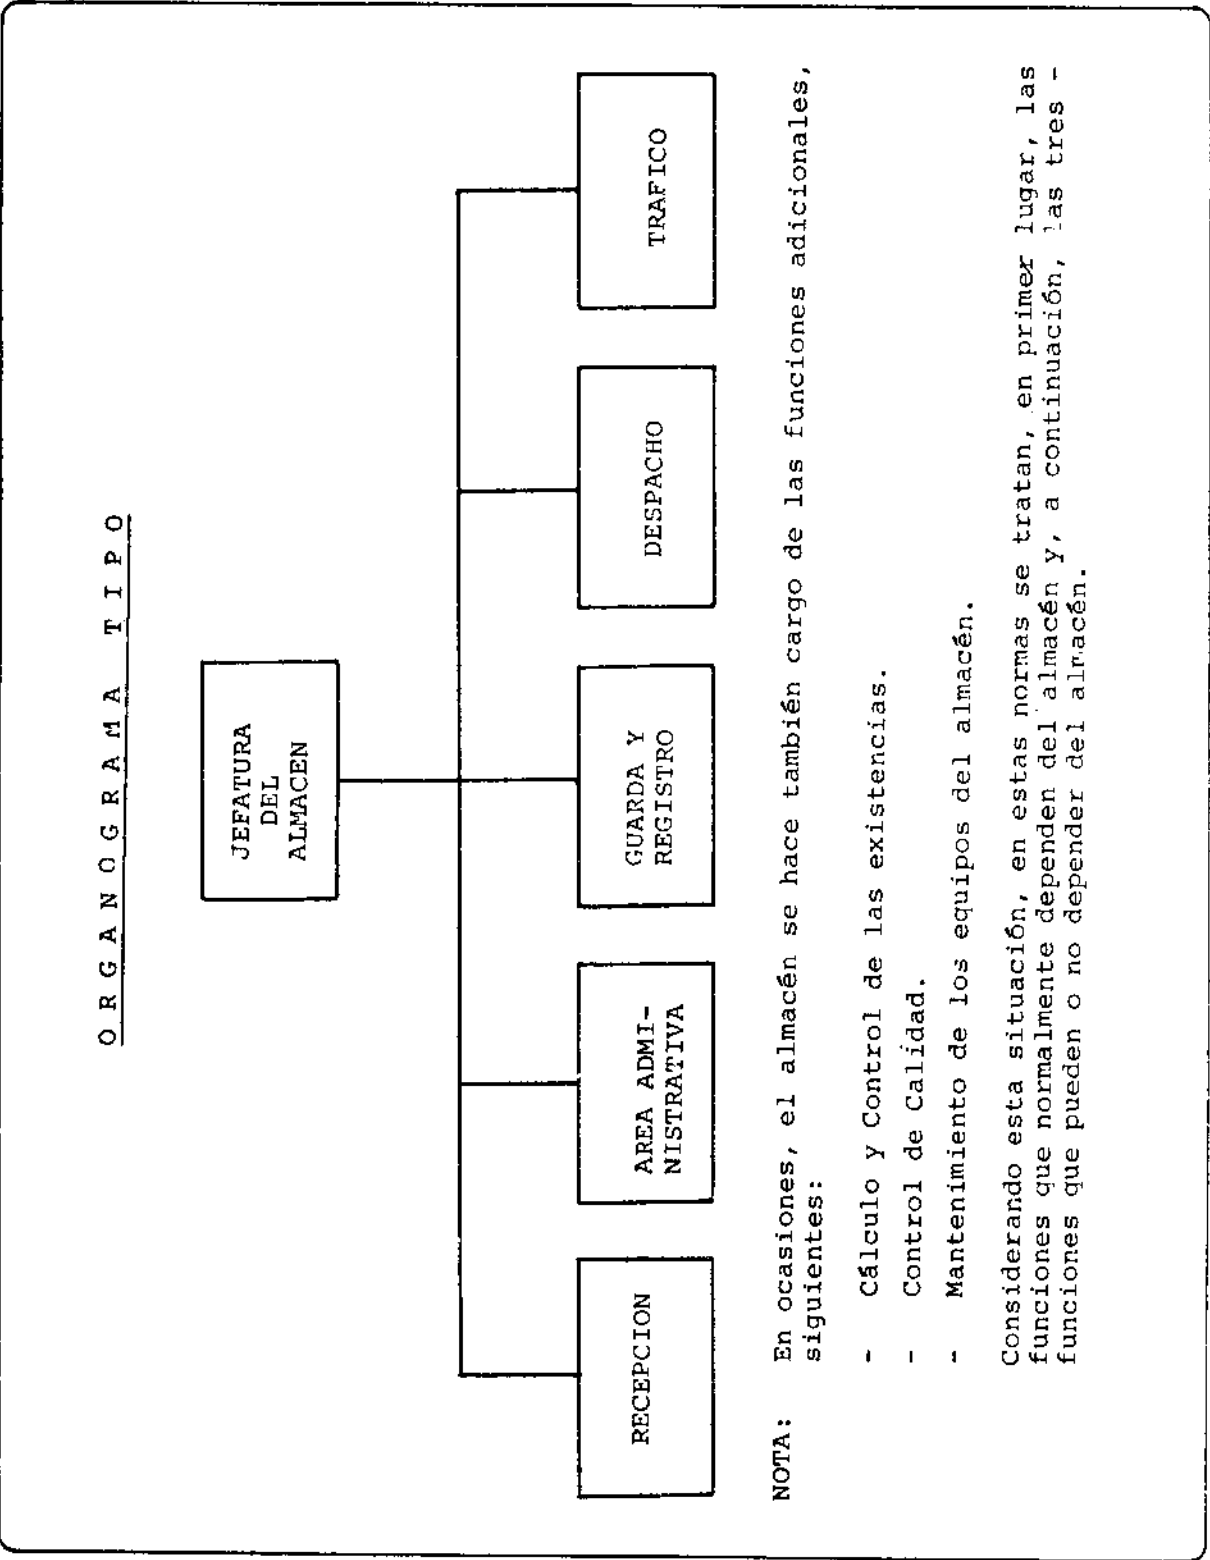 O R G A N O G R A M A   T I P O
JEFATURA
DEL
ALMACEN
RECEPCION
AREA ADMI-
NISTRATIVA
GUARDA Y
REGISTRO
DESPACHO
TRAFICO
NOTA: En ocasiones, el almacén se hace también cargo de las funciones adicionales,
siguientes:
- Cálculo y Control de las existencias.
- Control de Calidad.
- Mantenimiento de los equipos del almacén.
Considerando esta situación, en estas normas se tratan, en primer lugar, las
funciones que normalmente dependen del almacén y, a continuación, las tres -
funciones que pueden o no depender del almacén.